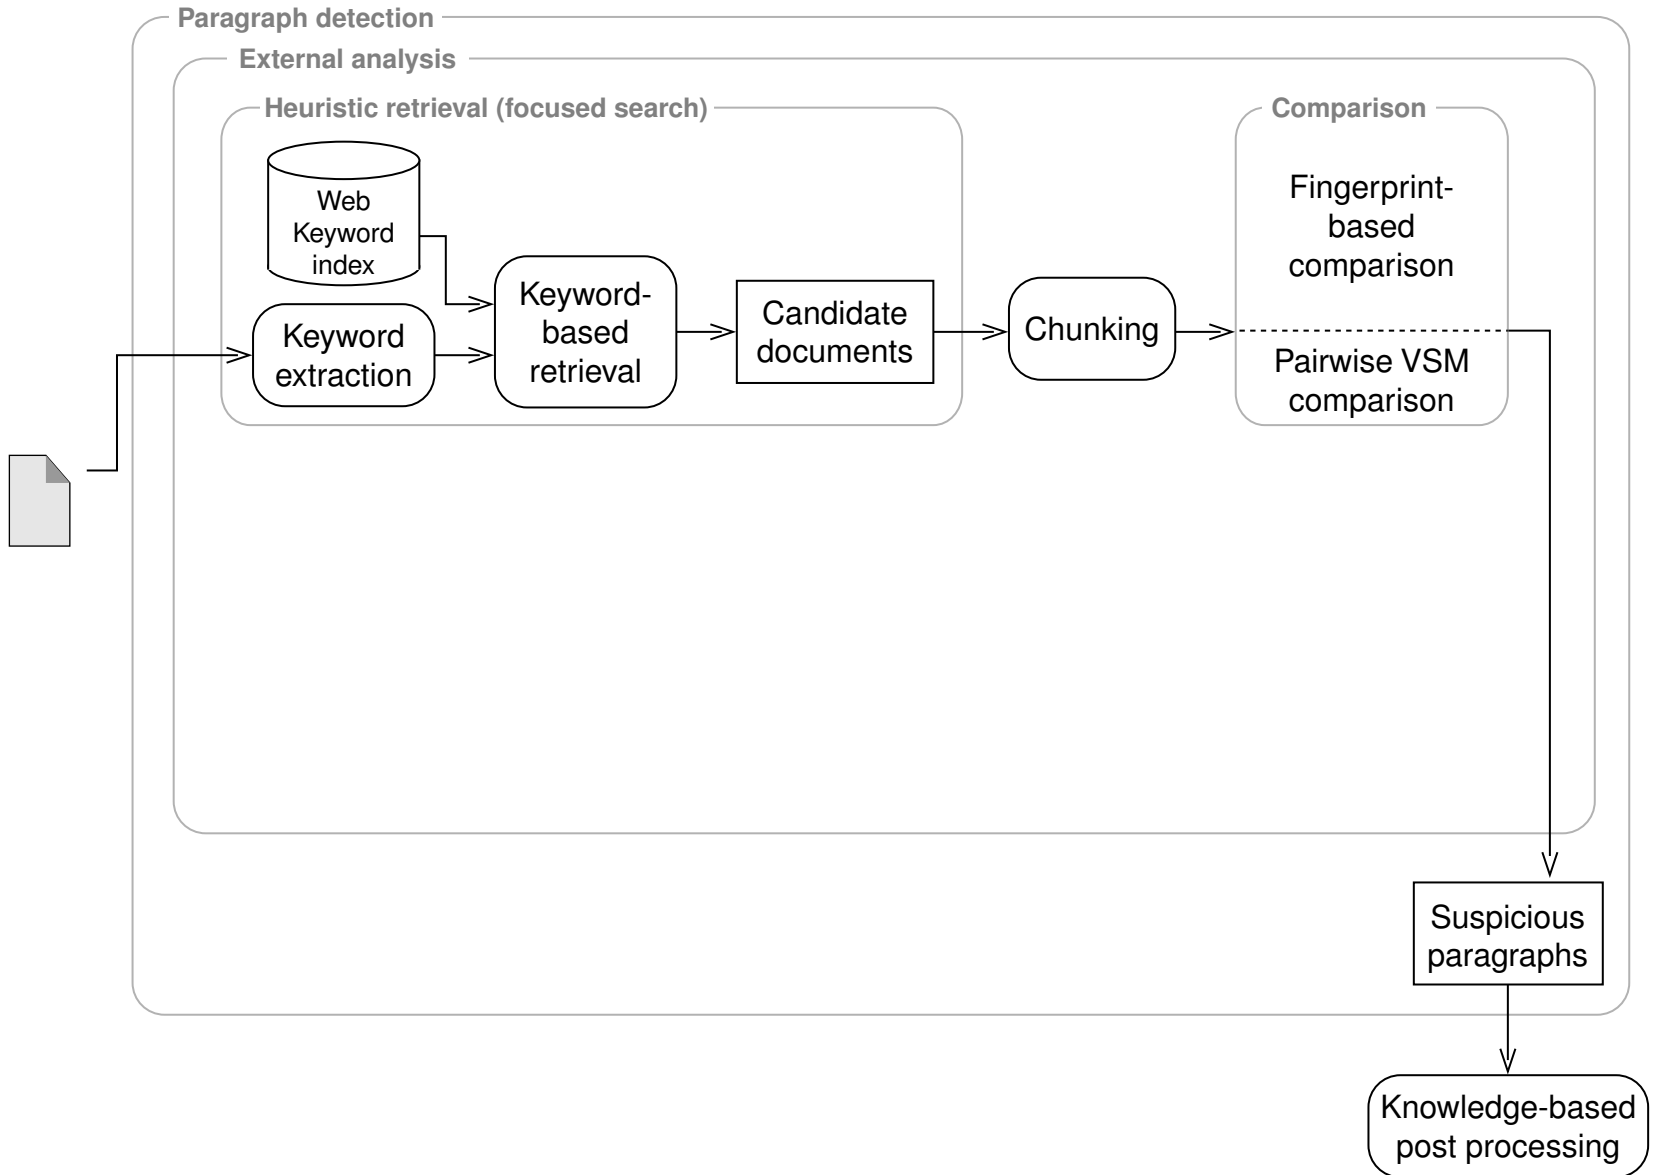 Paragraph detection
External analysis
Heuristic retrieval (focused search)
Comparison
Web
Keyword
index
Keyword
extraction
Keyword-
based
retrieval
Candidate
documents
Chunking
Fingerprint-
based
comparison
Pairwise VSM
comparison
Suspicious
paragraphs
Knowledge-based
post processing